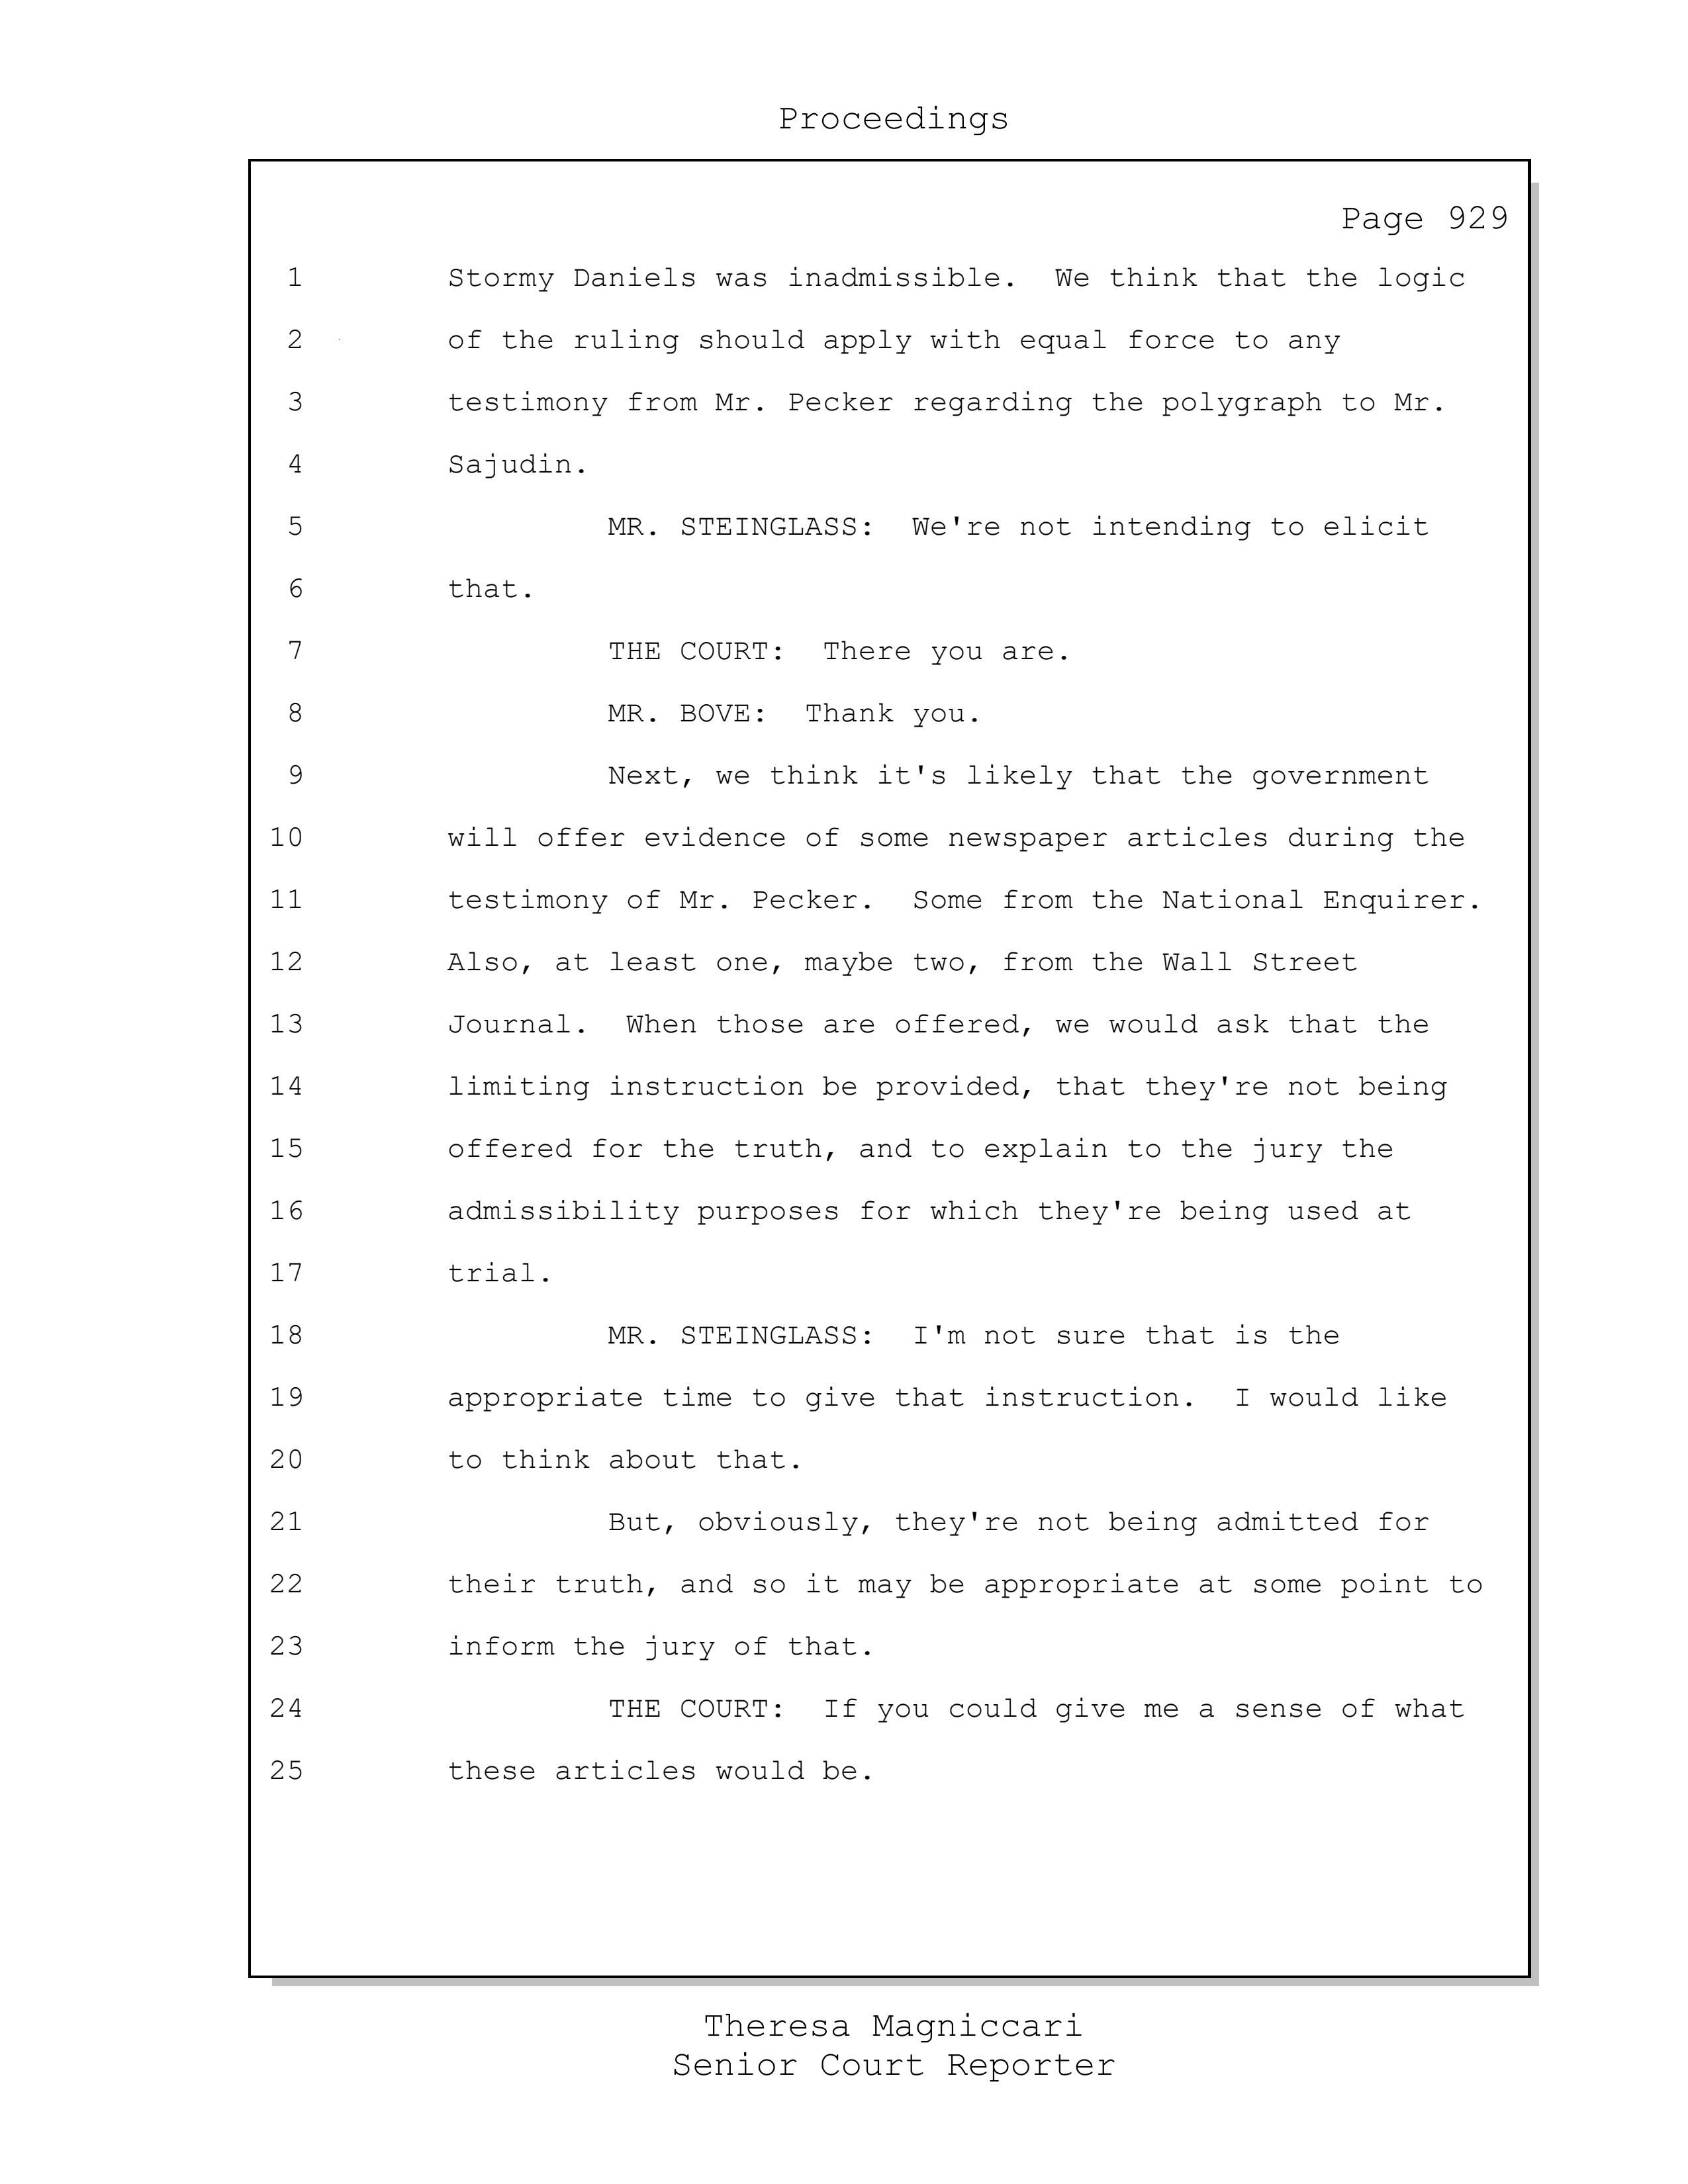 Proceedings
Page 929
1 Stormy Daniels was inadmissible. We think that the logic
2 of the ruling should apply with equal force to any
3 testimony from Mr. Pecker regarding the polygraph to Mr.
4 Sajudin.
5 MR. STEINGLASS: We're not intending to elicit
6 that.
7 THE COURT: There you are.
8 MR. BOVE: Thank you.
9 Next, we think it's likely that the government
10 will offer evidence of some newspaper articles during the
11 testimony of Mr. Pecker. Some from the National Enquirer.
12 Also, at least one, maybe two, from the Wall Street
13 Journal. When those are offered, we would ask that the
14 limiting instruction be provided, that they're not being
15 offered for the truth, and to explain to the jury the
16 admissibility purposes for which they're being used at
17 trial.
18 MR. STEINGLASS: I'm not sure that is the
19 appropriate time to give that instruction. I would like
20 to think about that.
21 But, obviously, they're not being admitted for
22 their truth, and so it may be appropriate at some point to
23 inform the jury of that.
24 THE COURT: If you could give me a sense of what
25 these articles would be.
Theresa Magniccari
Senior Court Reporter